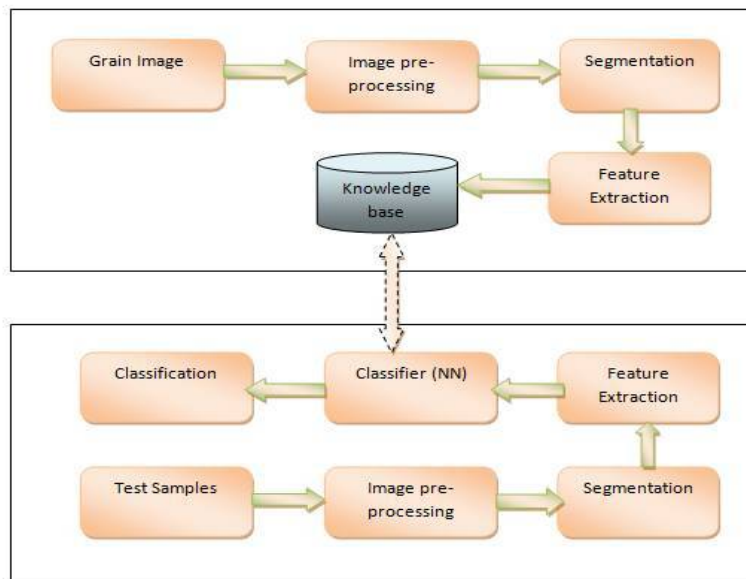 Grain Image
Image pre-
processing
Segmentation
Feature
Extraction
Knowledge
base
Classification
Classifier (NN)
Feature
Extraction
Test Samples
Image pre-
processing
Segmentation